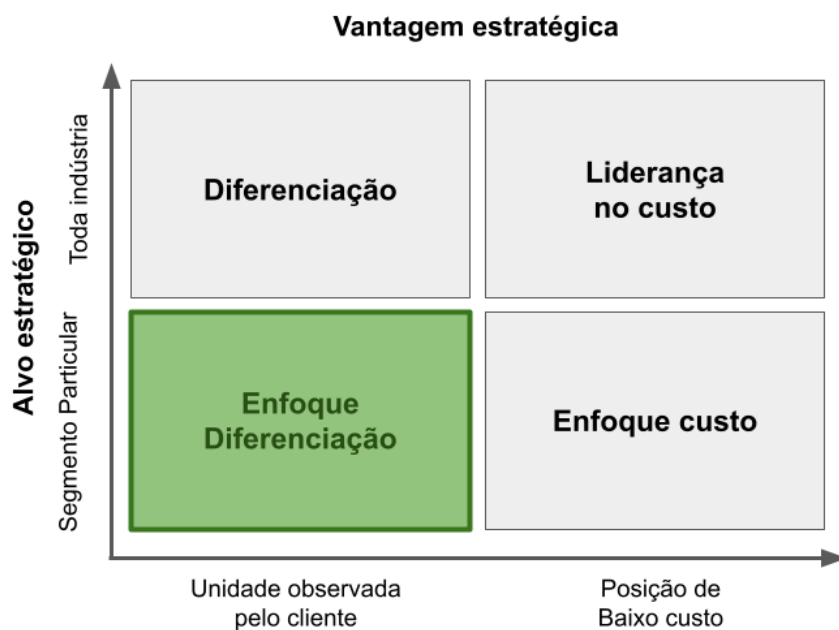 Vantagem estratégica
Alvo estratégico
Toda indústria
Segmento Particular
Diferenciação
Liderança
no custo
Enfoque
Diferenciação
Enfoque custo
Unidade observada
pelo cliente
Posição de
Baixo custo